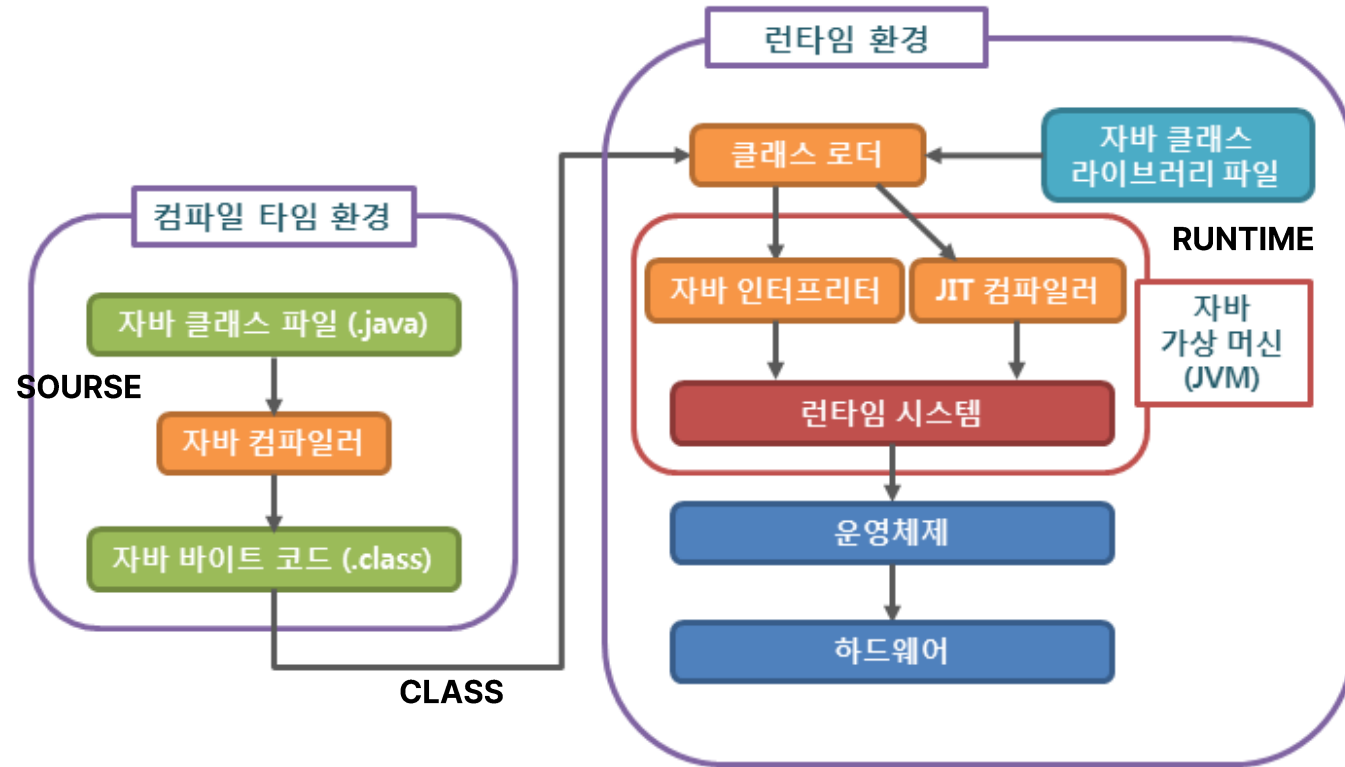 런타임 환경
클래스 로더
자바 클래스
라이브러리 파일
컴파일 타임 환경
RUNTIME
자바 인터프리터
JIT 컴파일러
자바
가상 머신
(JVM)
자바 클래스 파일 (.java)
SOURSE
런타임 시스템
자바 컴파일러
운영체제
자바 바이트 코드 (.class)
하드웨어
CLASS